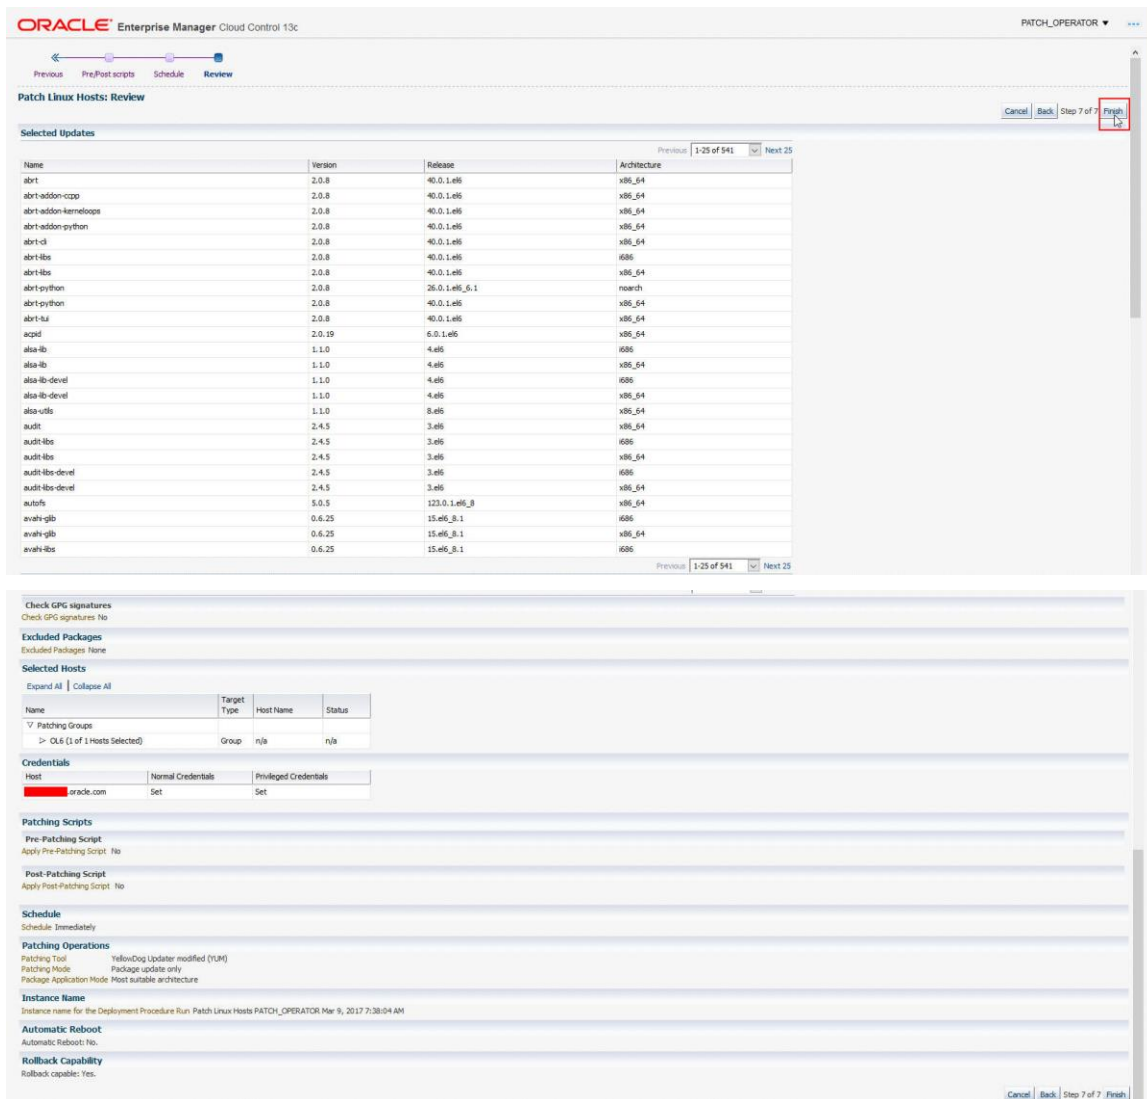 ORACLE Enterprise Manager Cloud Control 13c
PATCH_OPERATOR
Previous Pre/Post scripts Schedule Review
Patch Linux Hosts: Review
Cancel Back Step 7 of 7 Finish
Selected Updates
Previous 1-25 of 541 Next 25
Name Version Release Architecture
abrt 2.0.8 40.0.1.el6 x86_64
abrt-addon-ccpp 2.0.8 40.0.1.el6 x86_64
abrt-addon-kerneloops 2.0.8 40.0.1.el6 x86_64
abrt-addon-python 2.0.8 40.0.1.el6 x86_64
abrt-cli 2.0.8 40.0.1.el6 x86_64
abrt-libs 2.0.8 40.0.1.el6 i686
abrt-libs 2.0.8 40.0.1.el6 x86_64
abrt-python 2.0.8 26.0.1.el6_6.1 noarch
abrt-python 2.0.8 40.0.1.el6 x86_64
abrt-tui 2.0.8 40.0.1.el6 x86_64
acpid 2.0.19 6.0.1.el6 x86_64
alsa-lib 1.1.0 4.el6 i686
alsa-lib 1.1.0 4.el6 x86_64
alsa-lib-devel 1.1.0 4.el6 i686
alsa-lib-devel 1.1.0 4.el6 x86_64
alsa-utils 1.1.0 8.el6 x86_64
audit 2.4.5 3.el6 x86_64
audit-libs 2.4.5 3.el6 i686
audit-libs 2.4.5 3.el6 x86_64
audit-libs-devel 2.4.5 3.el6 i686
audit-libs-devel 2.4.5 3.el6 x86_64
autofs 5.0.5 123.0.1.el6_8 x86_64
avahi-glib 0.6.25 15.el6_8.1 i686
avahi-glib 0.6.25 15.el6_8.1 x86_64
avahi-libs 0.6.25 15.el6_8.1 i686
Previous 1-25 of 541 Next 25
Check GPG signatures
Check GPG signatures No
Excluded Packages
Excluded Packages None
Selected Hosts
Expand All | Collapse All
Name Target Type Host Name Status
Patching Groups
OL6 (1 of 1 Hosts Selected) Group n/a n/a
Credentials
Host Normal Credentials Privileged Credentials
.oracle.com Set Set
Patching Scripts
Pre-Patching Script
Apply Pre-Patching Script No
Post-Patching Script
Apply Post-Patching Script No
Schedule
Schedule Immediately
Patching Operations
Patching Tool YellowDog Updater modified (YUM)
Patching Mode Package update only
Package Application Mode Most suitable architecture
Instance Name
Instance name for the Deployment Procedure Run Patch Linux Hosts PATCH_OPERATOR Mar 9, 2017 7:38:04 AM
Automatic Reboot
Automatic Reboot: No.
Rollback Capability
Rollback capable: Yes.
Cancel Back Step 7 of 7 Finish